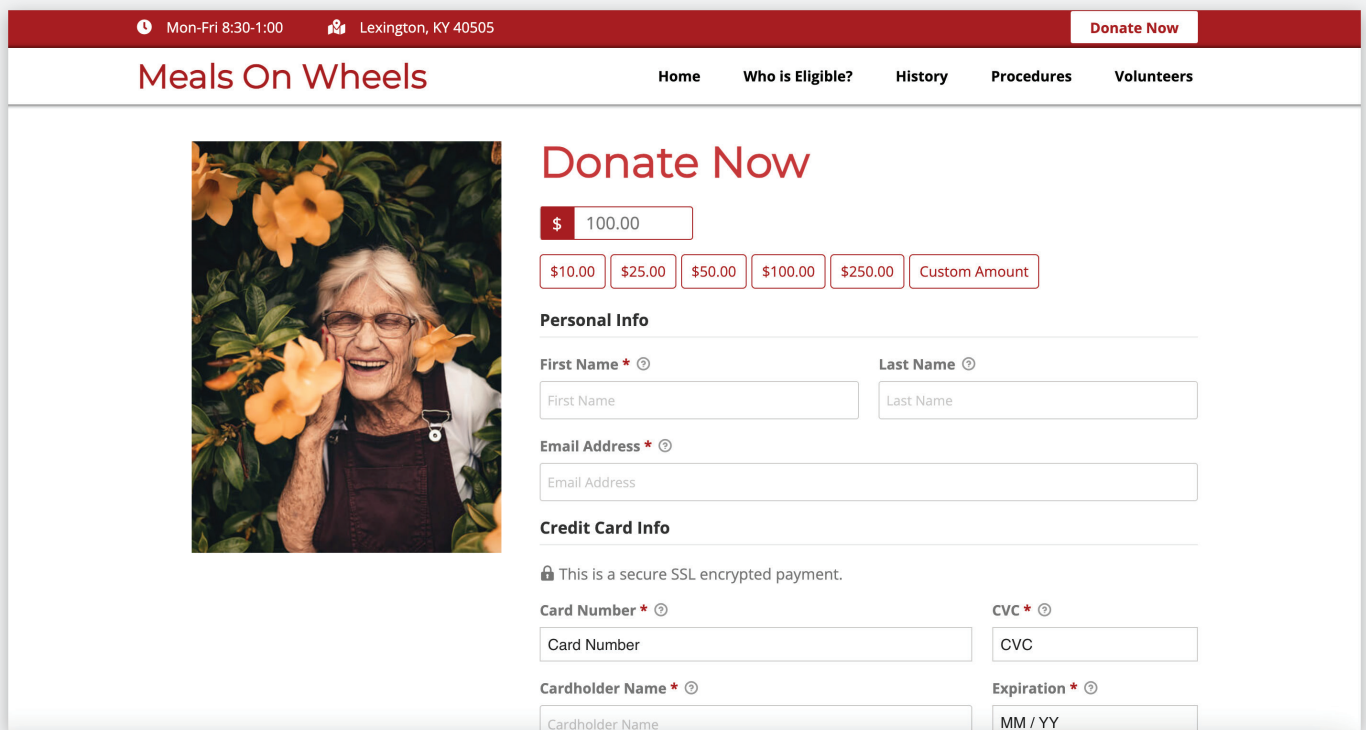 Mon-Fri 8:30-1:00 Lexington, KY 40505 Donate Now
Meals On Wheels Home Who is Eligible? History Procedures Volunteers
Donate Now
$ 100.00
$10.00 $25.00 $50.00 $100.00 $250.00 Custom Amount
Personal Info
First Name * Last Name
First Name Last Name
Email Address *
Email Address
Credit Card Info
This is a secure SSL encrypted payment.
Card Number * CVC *
Card Number CVC
Cardholder Name * Expiration *
Cardholder Name MM / YY